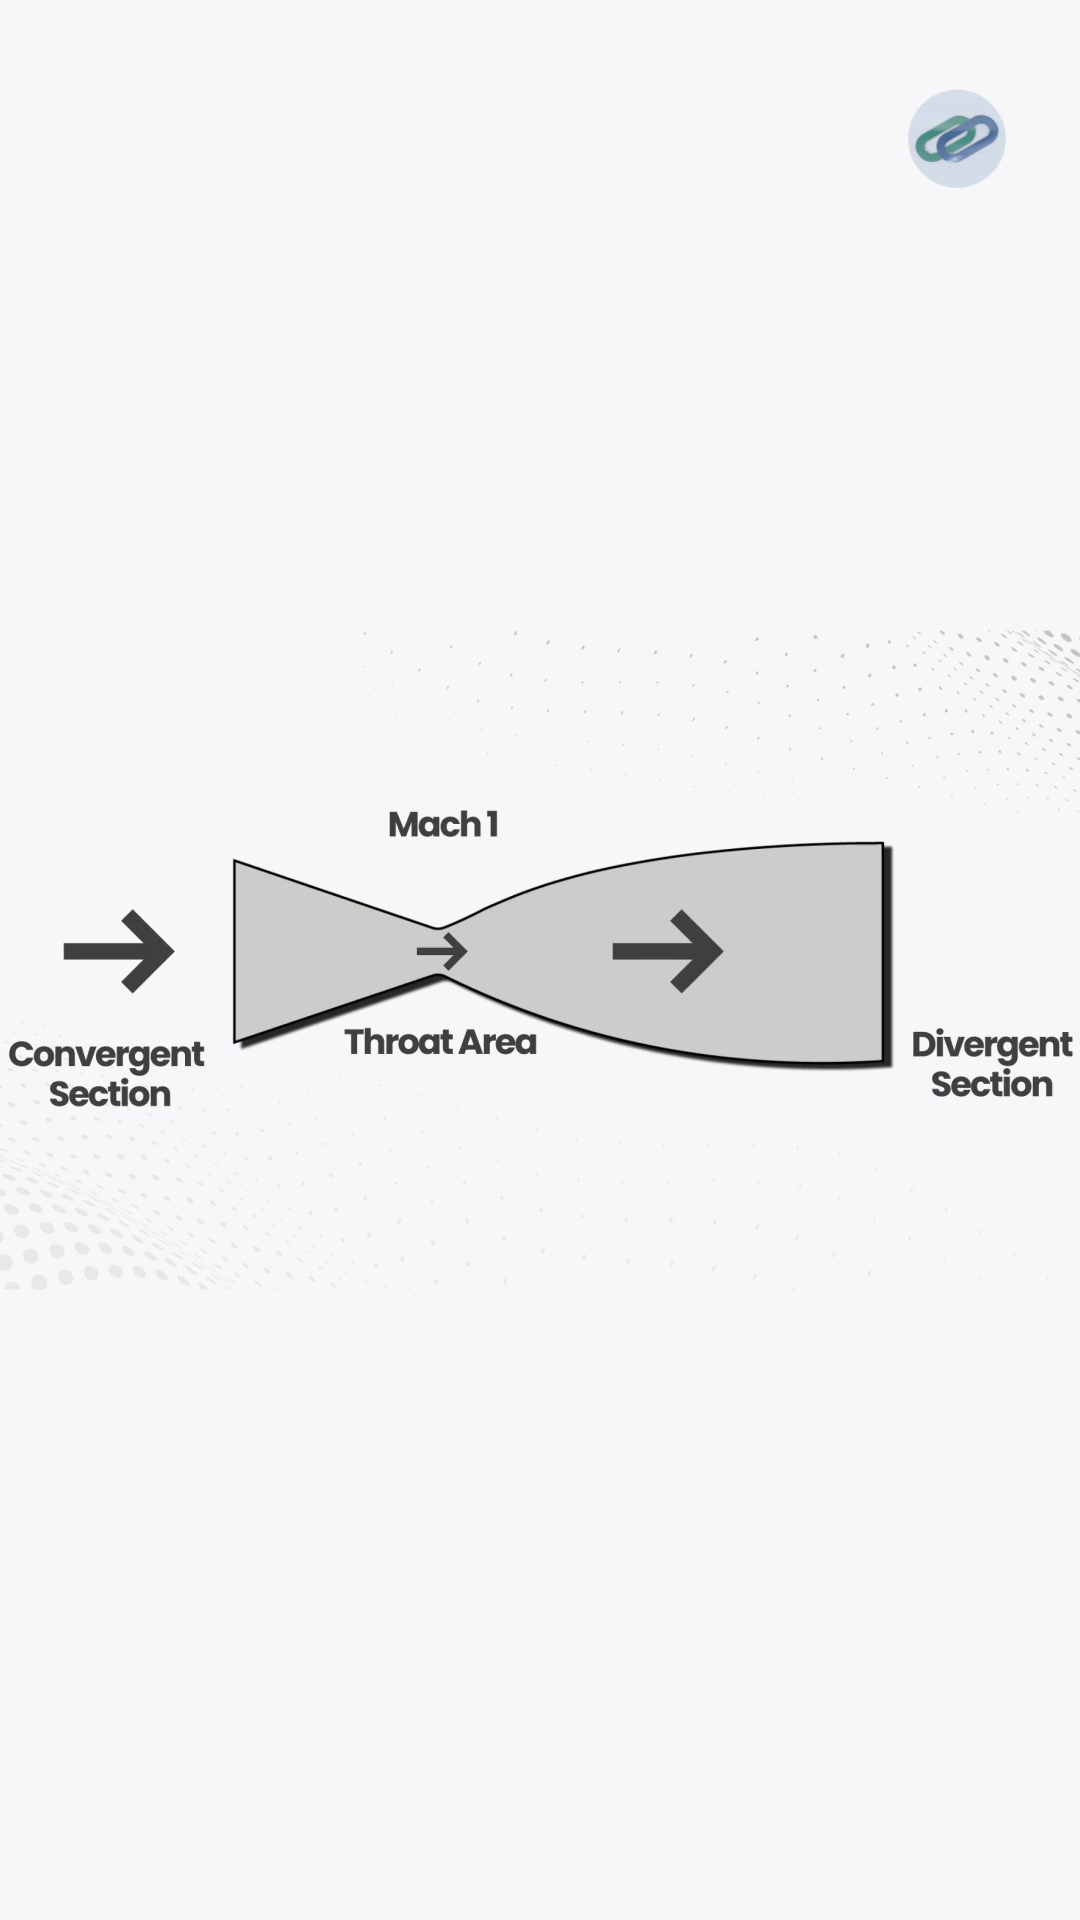 Mach 1
Throat Area
Convergent
Section
Divergent
Section